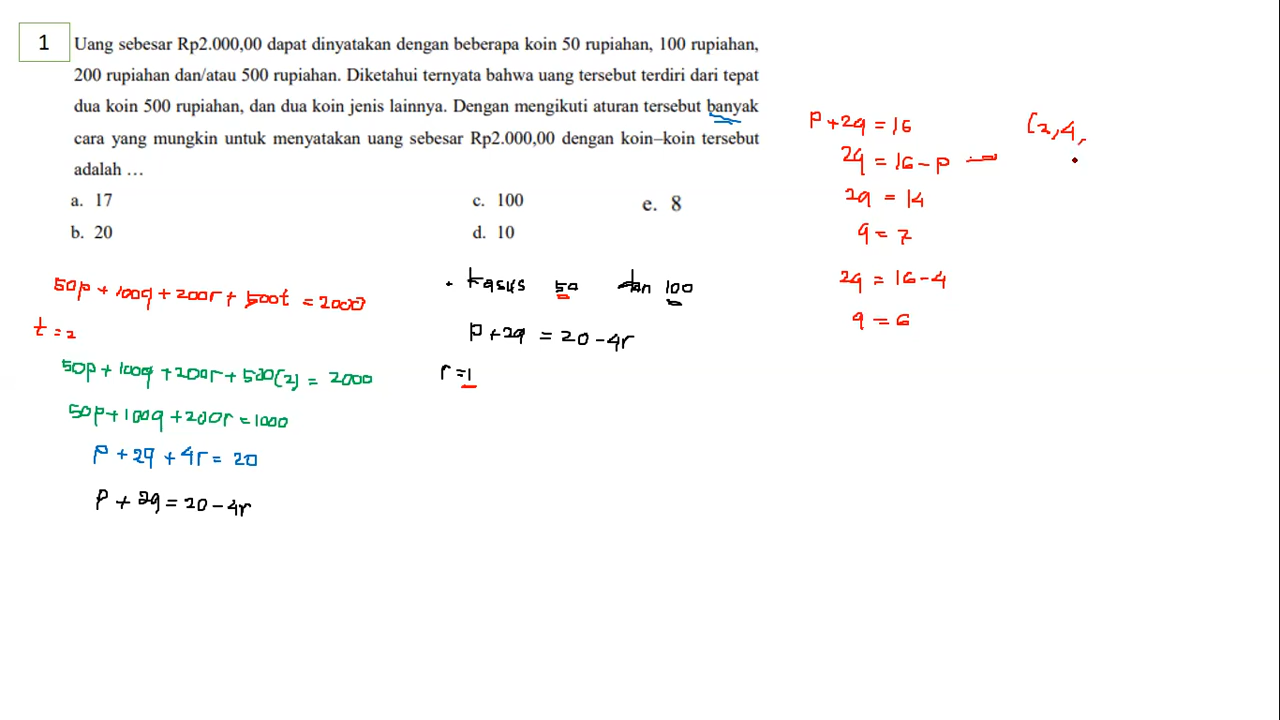 1
Uang sebesar Rp2.000,00 dapat dinyatakan dengan beberapa koin 50 rupiahan, 100 rupiahan,
200 rupiahan dan/atau 500 rupiahan. Diketahui ternyata bahwa uang tersebut terdiri dari tepat
dua koin 500 rupiahan, dan dua koin jenis lainnya. Dengan mengikuti aturan tersebut banyak
cara yang mungkin untuk menyatakan uang sebesar Rp2.000,00 dengan koin–koin tersebut
adalah …
a. 17
c. 100
e. 8
b. 20
d. 10
50p + 100q + 200r + 500t = 2000
t = 2
50p + 100q + 200r + 500(2) = 2000
50p + 100q + 200r = 1000
p + 2q + 4r = 20
p + 2q = 20 - 4r
. kasus 50 dan 100
p + 2q = 20 - 4r
r = 1
p + 2q = 16
2q = 16 - p
2q = 14
q = 7
2q = 16 - 4
q = 6
(2,4,